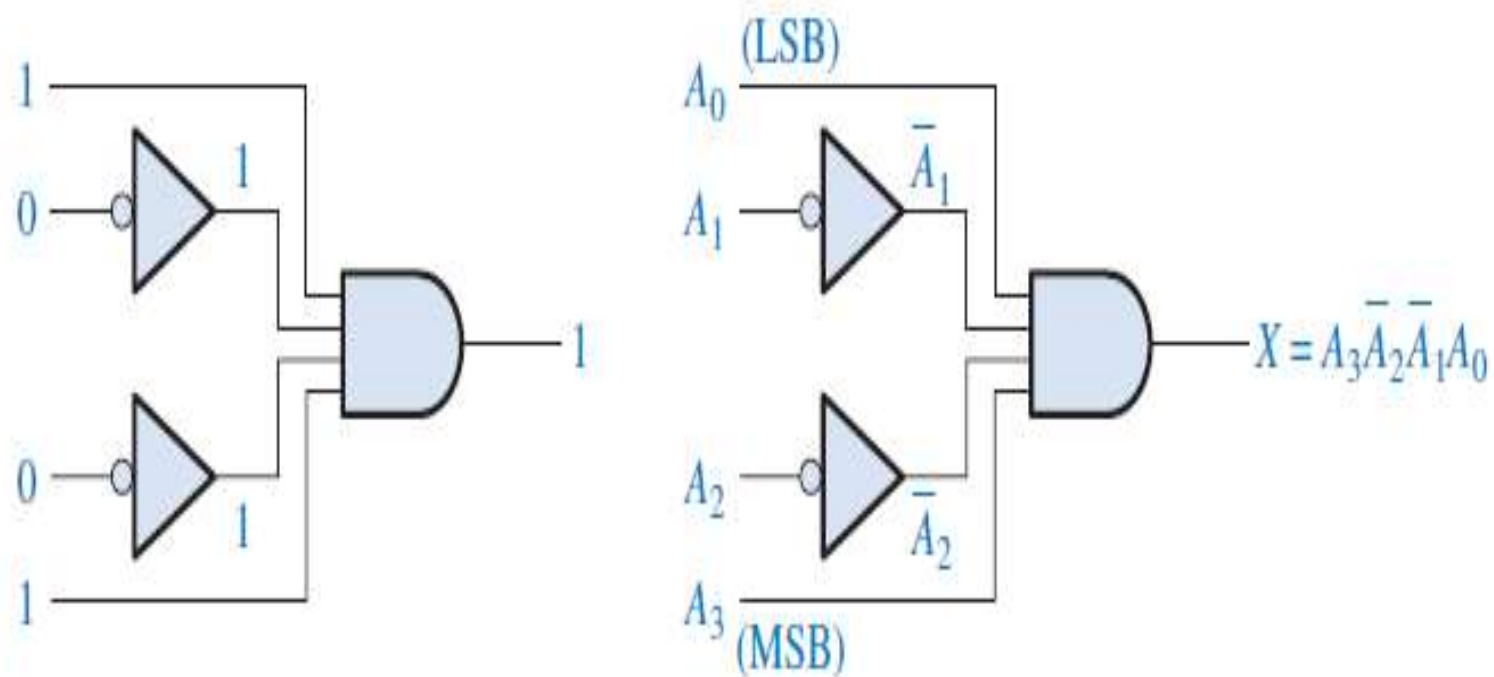 1
0
1
1
0
1
1
(LSB)
A₀
A̅₁
A₁
X = A₃A̅₂A̅₁A₀
A₂
A̅₂
A₃
(MSB)